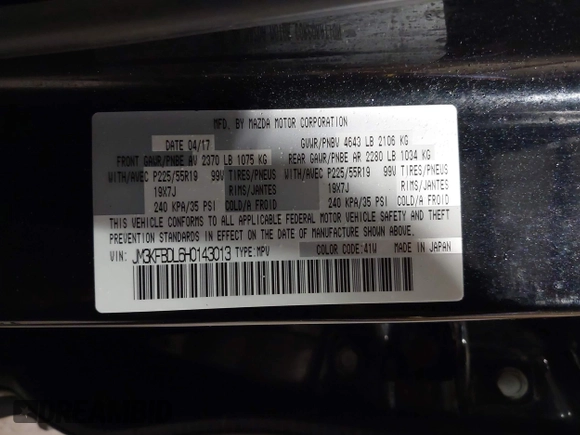 MFD. BY MAZDA MOTOR CORPORATION
DATE 04/17 GVWR/PNBV 4643 LB 2106 KG
FRONT GAWR/PNBE AV 2370 LB 1075 KG REAR GAWR/PNBE AR 2280 LB 1034 KG
WITH/AVEC P225/55R19 99V TIRES/PNEUS WITH/AVEC P225/55R19 99V TIRES/PNEUS
19X7J RIMS/JANTES 19X7J RIMS/JANTES
240 KPA/35 PSI COLD/A FROID 240 KPA/35 PSI COLD/A FROID
THIS VEHICLE CONFORMS TO ALL APPLICABLE FEDERAL MOTOR VEHICLE SAFETY AND THEFT
PREVENTION STANDARDS IN EFFECT ON THE DATE OF MANUFACTURE SHOWN ABOVE.
VIN: JM3KFBDL6H0143013 TYPE: MPV COLOR CODE: 41W MADE IN JAPAN
DREAMBID